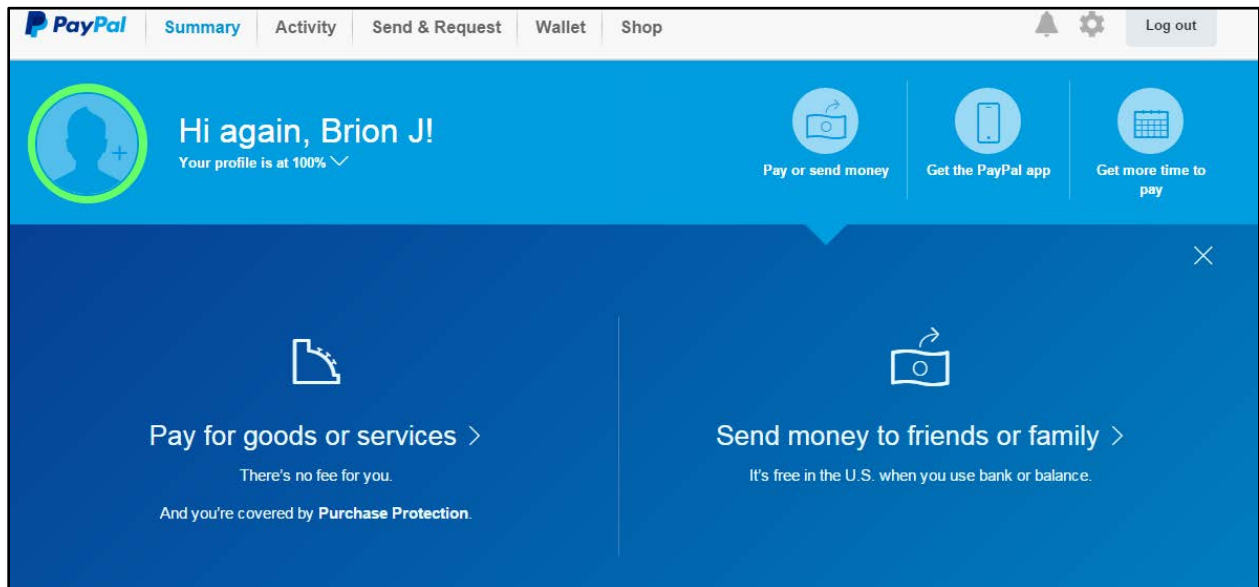 PayPal Summary Activity Send & Request Wallet Shop Log out
Hi again, Brion J!
Your profile is at 100%
Pay or send money
Get the PayPal app
Get more time to
pay
Pay for goods or services >
There's no fee for you.
And you're covered by Purchase Protection.
Send money to friends or family >
It's free in the U.S. when you use bank or balance.